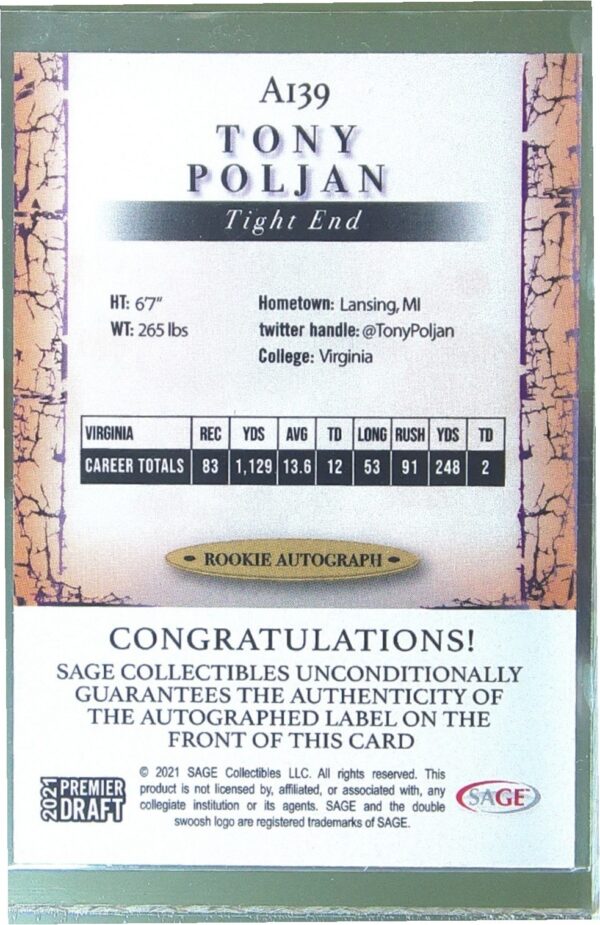 A139
TONY
POLJAN
Tight End
HT: 6'7"
WT: 265 lbs
Hometown: Lansing, MI
twitter handle: @TonyPoljan
College: Virginia
VIRGINIA REC YDS AVG TD LONG RUSH YDS TD
CAREER TOTALS 83 1,129 13.6 12 53 91 248 2
• ROOKIE AUTOGRAPH •
CONGRATULATIONS!
SAGE COLLECTIBLES UNCONDITIONALLY
GUARANTEES THE AUTHENTICITY OF
THE AUTOGRAPHED LABEL ON THE
FRONT OF THIS CARD
2021 PREMIER
DRAFT
© 2021 SAGE Collectibles LLC. All rights reserved. This
product is not licensed by, affiliated, or associated with, any
collegiate institution or its agents. SAGE and the double
swoosh logo are registered trademarks of SAGE.
SAGE